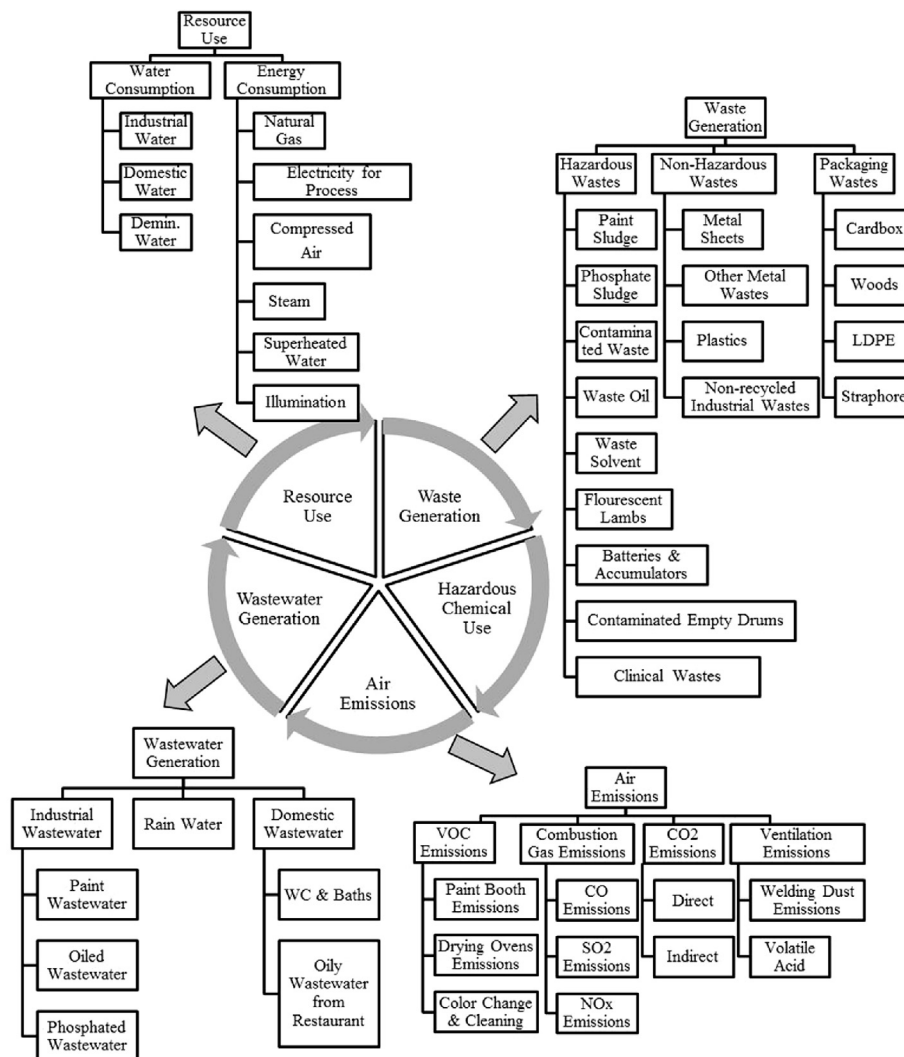 Resource
Use
Water
Consumption
Energy
Consumption
Industrial
Water
Domestic
Water
Demin.
Water
Natural
Gas
Electricity for
Process
Compressed
Air
Steam
Superheated
Water
Illumination
Waste
Generation
Hazardous
Wastes
Non-Hazardous
Wastes
Packaging
Wastes
Paint
Sludge
Phosphate
Sludge
Contamina
ted Waste
Waste Oil
Waste
Solvent
Flourescent
Lambs
Batteries &
Accumulators
Contaminated Empty Drums
Clinical Wastes
Metal
Sheets
Other Metal
Wastes
Plastics
Non-recycled
Industrial Wastes
Cardbox
Woods
LDPE
Straphore
Resource
Use
Waste
Generation
Wastewater
Generation
Hazardous
Chemical
Use
Air
Emissions
Wastewater
Generation
Industrial
Wastewater
Rain Water
Domestic
Wastewater
Paint
Wastewater
Oiled
Wastewater
Phosphated
Wastewater
WC & Baths
Oily
Wastewater
from
Restaurant
Air
Emissions
VOC
Emissions
Combustion
Gas Emissions
CO2
Emissions
Ventilation
Emissions
Paint Booth
Emissions
Drying Ovens
Emissions
Color Change
& Cleaning
CO
Emissions
SO2
Emissions
NOx
Emissions
Direct
Indirect
Welding Dust
Emissions
Volatile
Acid